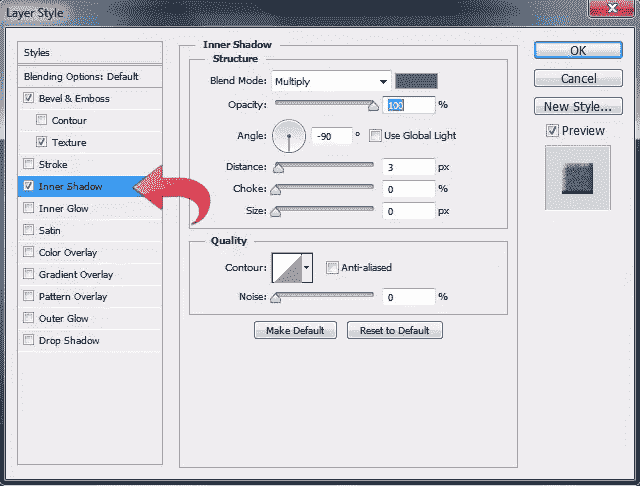 Layer Style
Styles
Blending Options: Default
Bevel & Emboss
Contour
Texture
Stroke
Inner Shadow
Inner Glow
Satin
Color Overlay
Gradient Overlay
Pattern Overlay
Outer Glow
Drop Shadow
Inner Shadow
Structure
Blend Mode: Multiply
Opacity: 100 %
Angle: -90 ° Use Global Light
Distance: 3 px
Choke: 0 %
Size: 0 px
Quality
Contour: Anti-aliased
Noise: 0 %
Make Default Reset to Default
OK
Cancel
New Style...
Preview